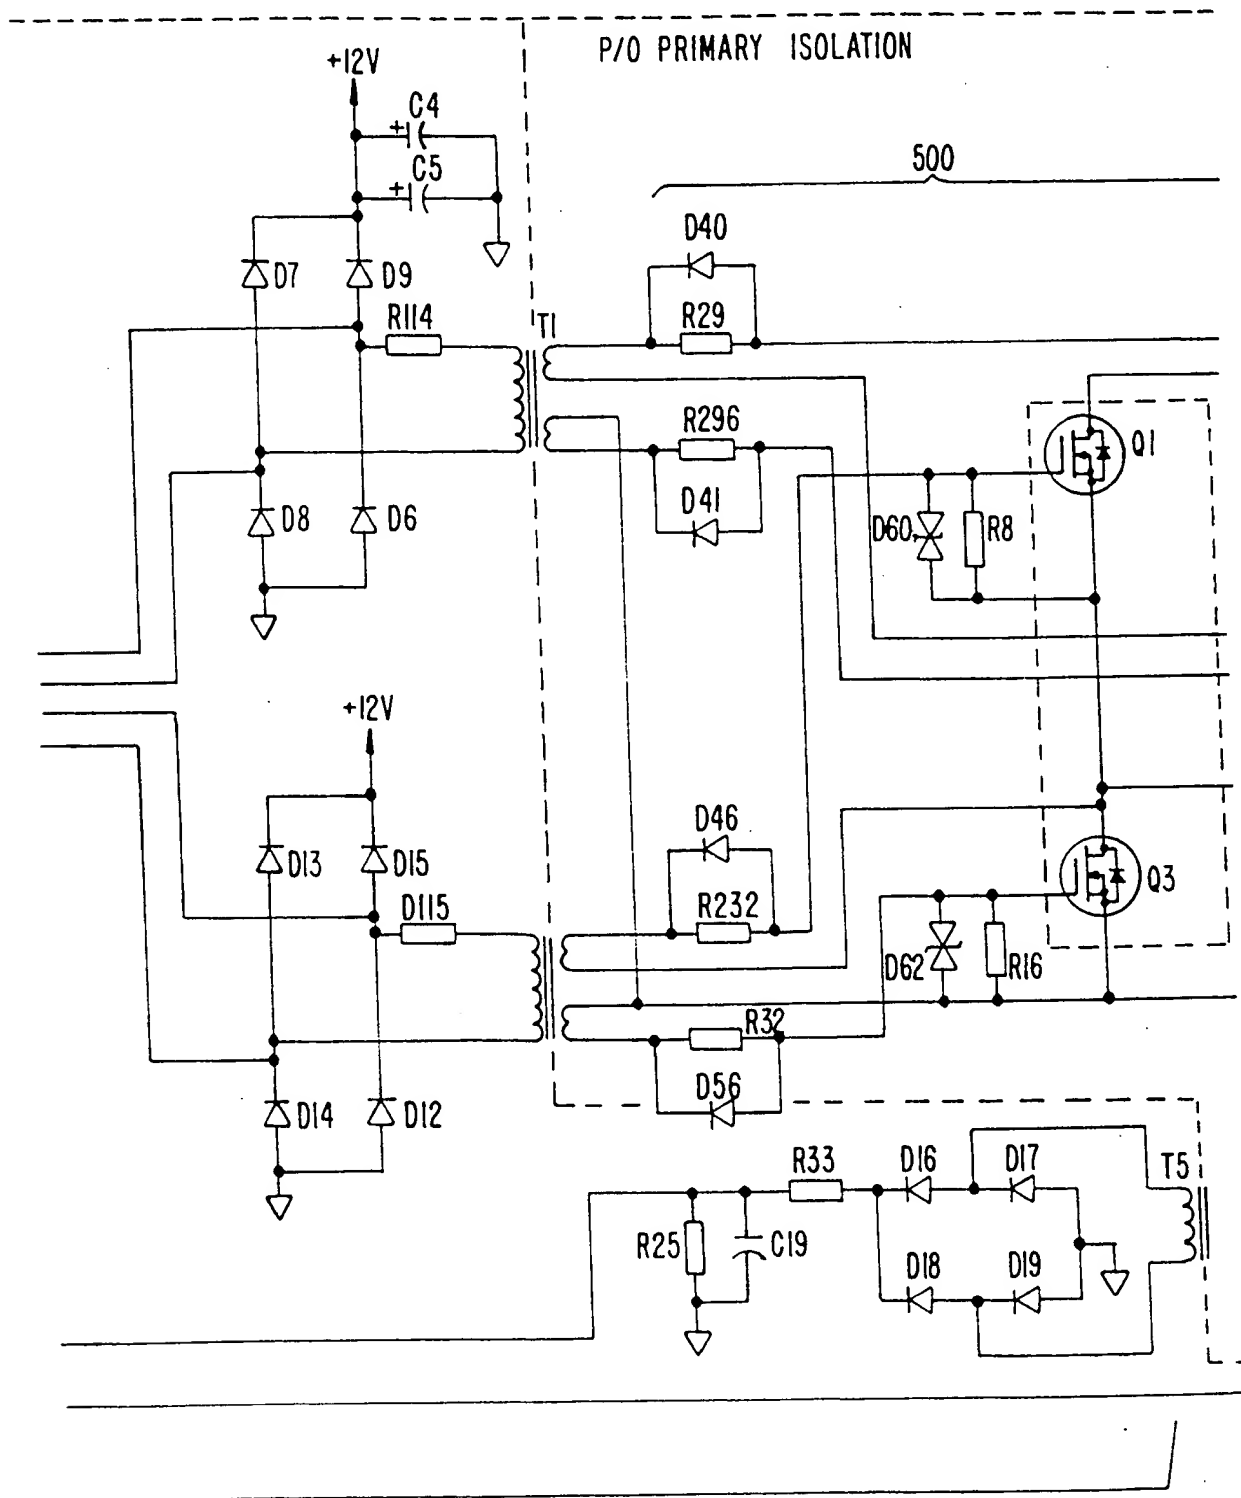 P/O PRIMARY ISOLATION
+12V
C4
+
C5
+
500
D40
D7
D9
R114
T1
R29
R296
Q1
D41
D8
D6
D60
R8
+12V
D46
D13
D15
Q3
D115
R232
D62
R16
R32
D56
D14
D12
R33
D16
D17
T5
R25
C19
D18
D19